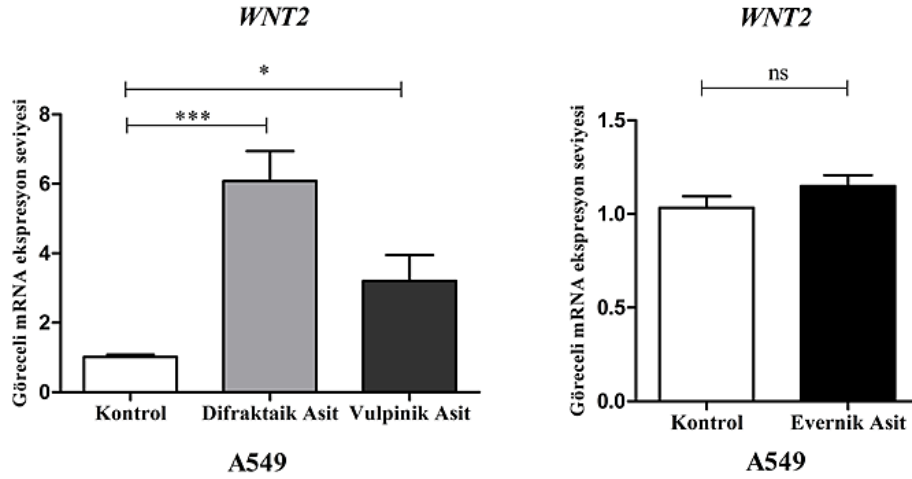 WNT2
*
***
Göreceli mRNA ekspresyon seviyesi
8
6
4
2
0
Kontrol Difraktaik Asit Vulpinik Asit
A549
WNT2
ns
Göreceli mRNA ekspresyon seviyesi
1.5
1.0
0.5
0.0
Kontrol Evernik Asit
A549